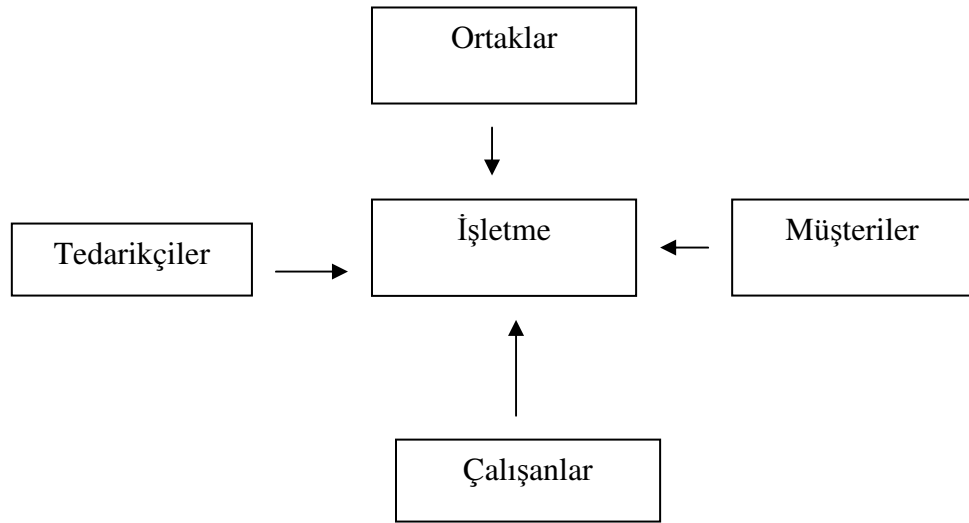 Ortaklar
İşletme
Müşteriler
Tedarikçiler
Çalışanlar